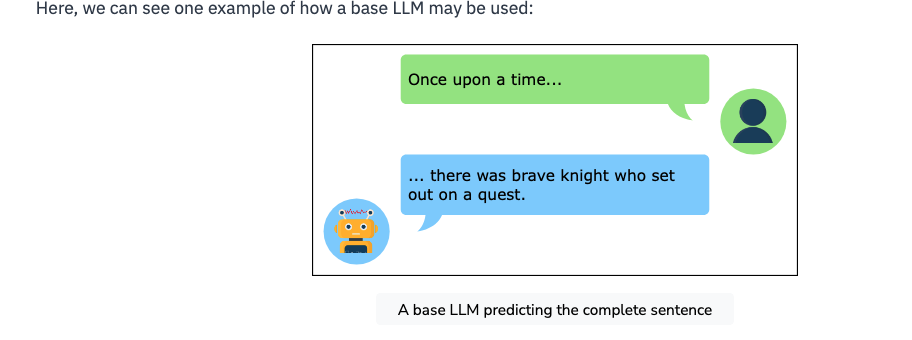 Here, we can see one example of how a base LLM may be used:
Once upon a time...
... there was brave knight who set
out on a quest.
A base LLM predicting the complete sentence